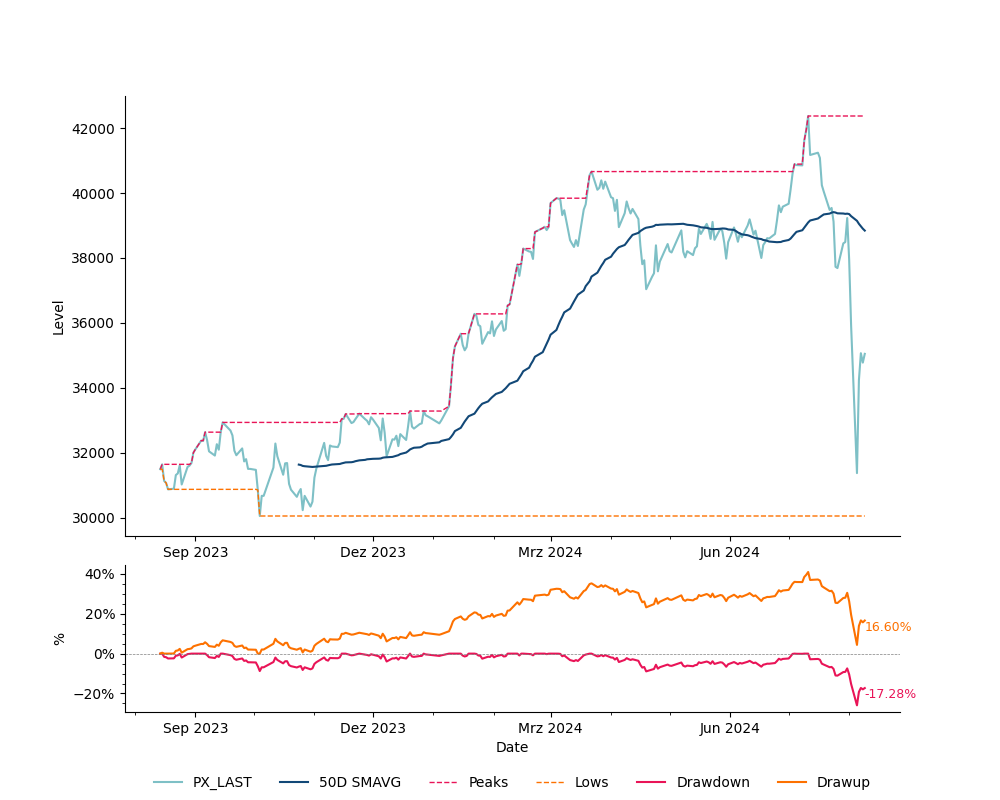 Level
42000
40000
38000
36000
34000
32000
30000
Sep 2023 Dez 2023 Mrz 2024 Jun 2024
%
40%
20%
0%
−20%
16.60%
-17.28%
Sep 2023 Dez 2023 Mrz 2024 Jun 2024
Date
PX_LAST 50D SMAVG Peaks Lows Drawdown Drawup